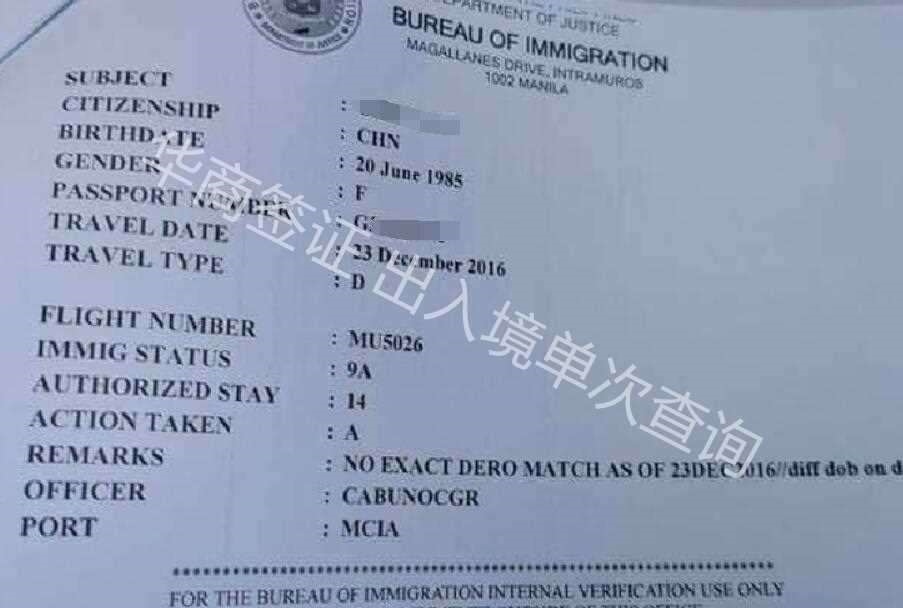 DEPARTMENT OF JUSTICE
BUREAU OF IMMIGRATION
MAGALLANES DRIVE, INTRAMUROS
1002 MANILA
SUBJECT :
CITIZENSHIP : CHN
BIRTHDATE : 20 June 1985
GENDER : F
PASSPORT NUMBER : G
TRAVEL DATE : 23 December 2016
TRAVEL TYPE : D
FLIGHT NUMBER : MU5026
IMMIG STATUS : 9A
AUTHORIZED STAY : 14
ACTION TAKEN : A
REMARKS : NO EXACT DERO MATCH AS OF 23DEC2016//diff dob on d
OFFICER : CABUNOCGR
PORT : MCIA
华商签证 出入境单次查询
FOR THE BUREAU OF IMMIGRATION INTERNAL VERIFICATION USE ONLY